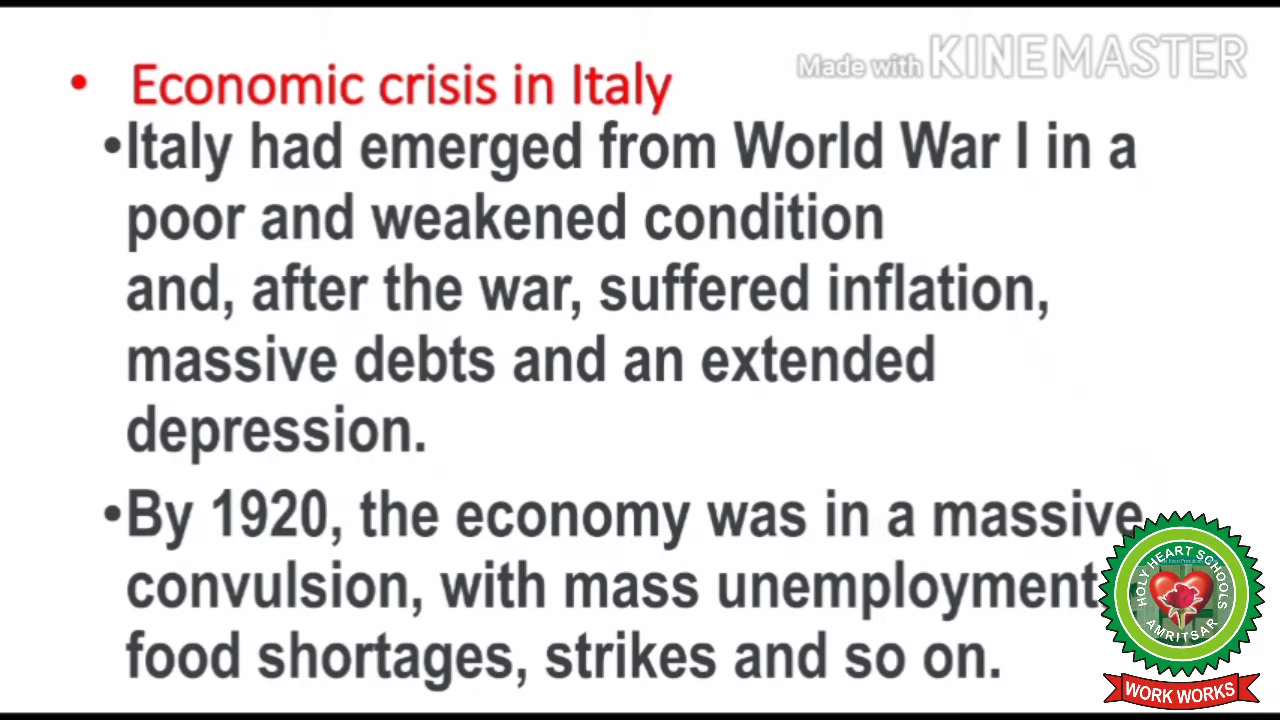 Made with KINEMASTER
• Economic crisis in Italy
•Italy had emerged from World War I in a
poor and weakened condition
and, after the war, suffered inflation,
massive debts and an extended
depression.
•By 1920, the economy was in a massive
convulsion, with mass unemployment,
food shortages, strikes and so on.
HOLY HEART SCHOOLS
AMRITSAR
WORK WORKS